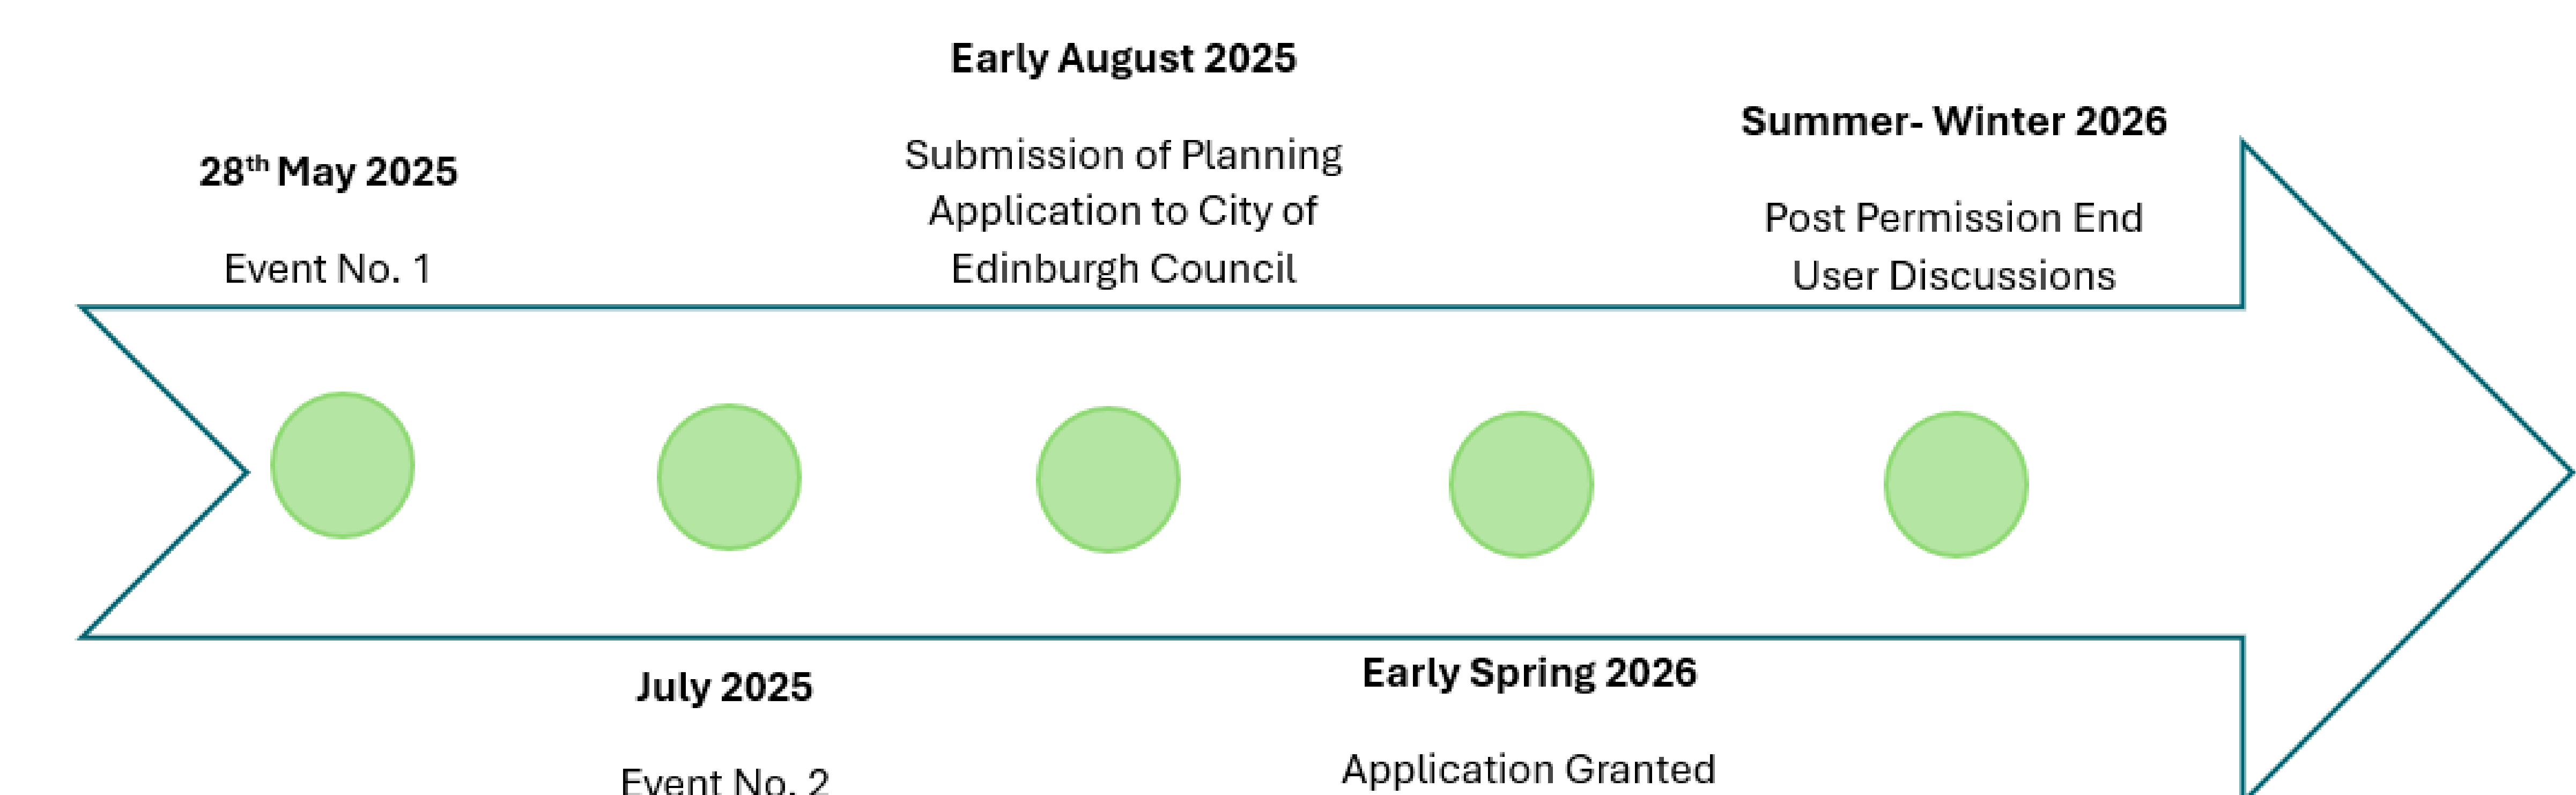 28th May 2025
Event No. 1
July 2025
Event No. 2
Early August 2025
Submission of Planning
Application to City of
Edinburgh Council
Early Spring 2026
Application Granted
Summer- Winter 2026
Post Permission End
User Discussions